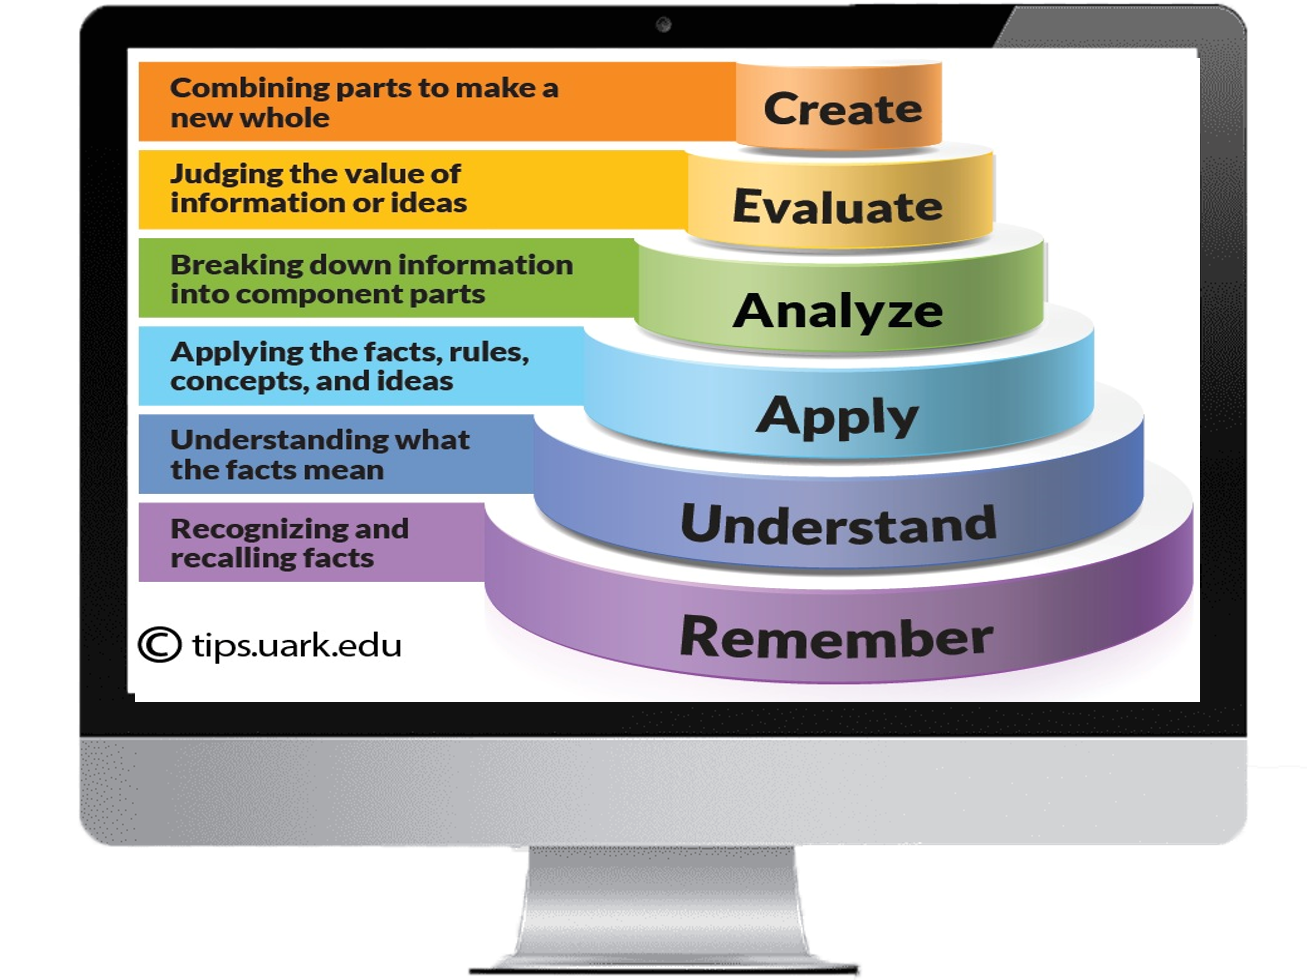 Combining parts to make a
new whole
Create
Judging the value of
information or ideas
Evaluate
Breaking down information
into component parts
Analyze
Applying the facts, rules,
concepts, and ideas
Apply
Understanding what
the facts mean
Understand
Recognizing and
recalling facts
Remember
© tips.uark.edu